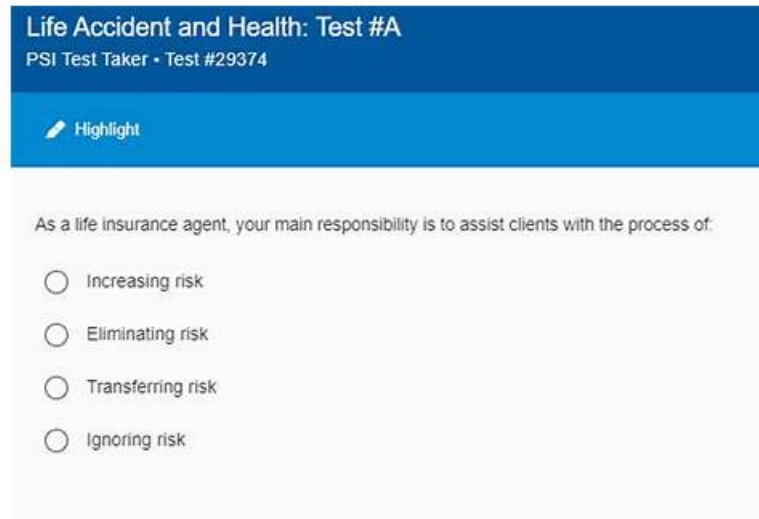 Life Accident and Health: Test #A
PSI Test Taker • Test #29374
Highlight
As a life insurance agent, your main responsibility is to assist clients with the process of:
Increasing risk
Eliminating risk
Transferring risk
Ignoring risk